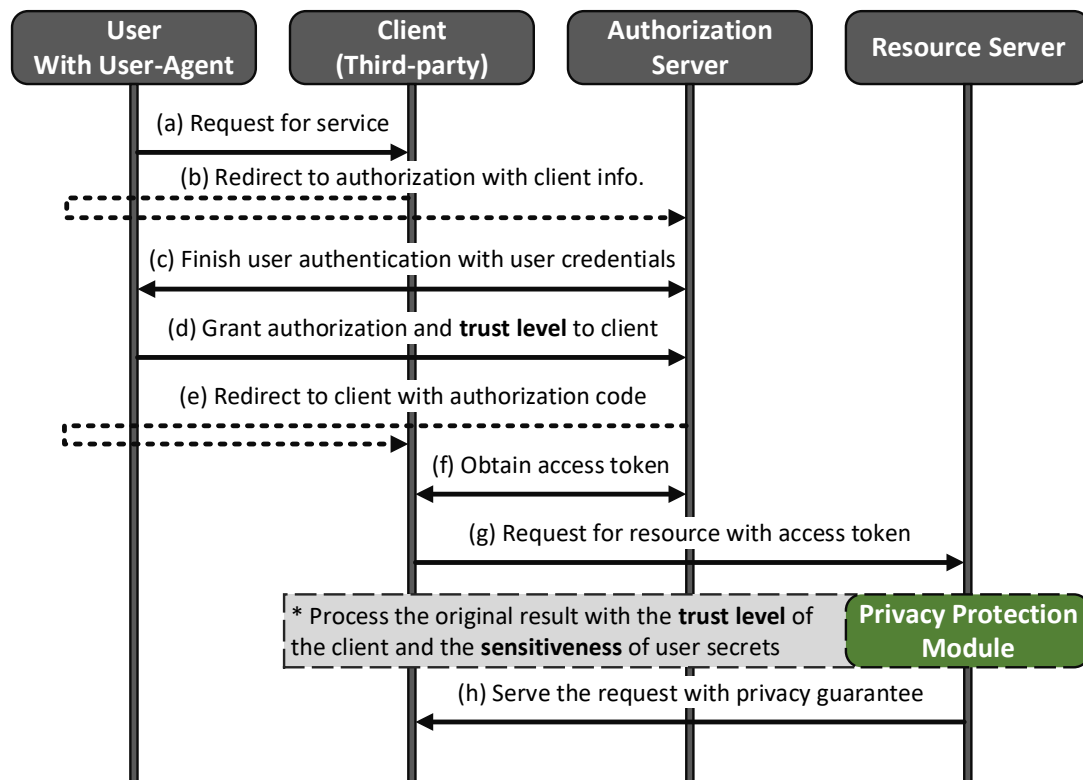 User
With User-Agent
Client
(Third-party)
Authorization
Server
Resource Server
(a) Request for service
(b) Redirect to authorization with client info.
(c) Finish user authentication with user credentials
(d) Grant authorization and trust level to client
(e) Redirect to client with authorization code
(f) Obtain access token
(g) Request for resource with access token
* Process the original result with the trust level of
the client and the sensitiveness of user secrets
Privacy Protection
Module
(h) Serve the request with privacy guarantee